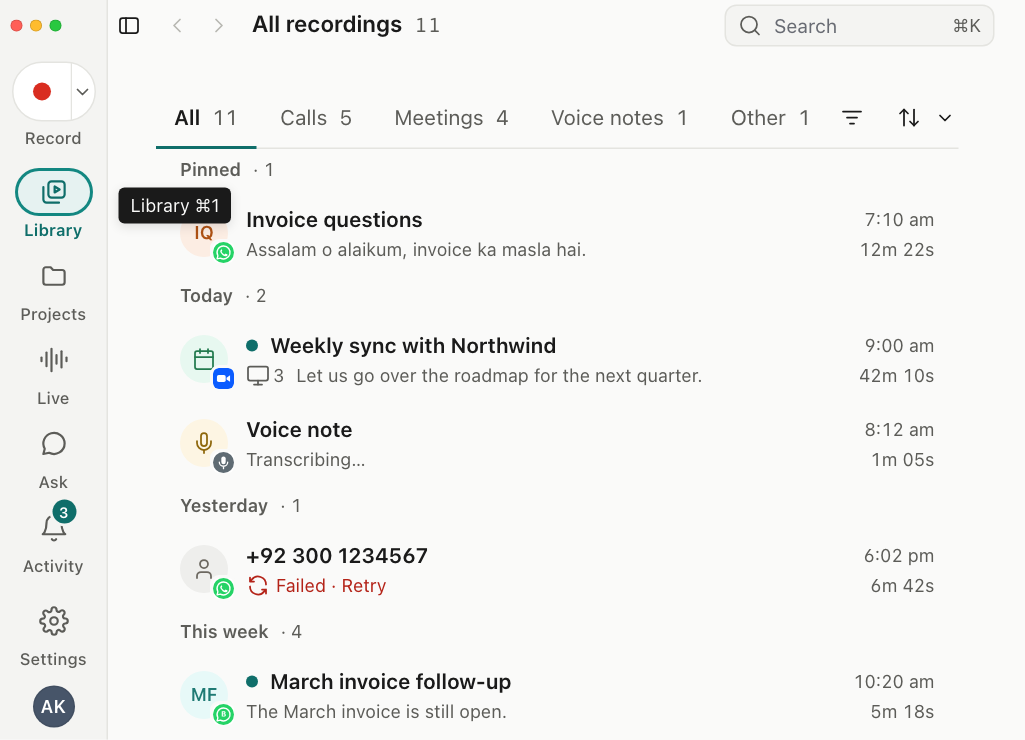 All recordings 11
Search ⌘K
Record
Library
Projects
Live
Ask
3
Activity
Settings
AK
Library ⌘1
All 11 Calls 5 Meetings 4 Voice notes 1 Other 1
Pinned · 1
IQ Invoice questions 7:10 am
Assalam o alaikum, invoice ka masla hai. 12m 22s
Today · 2
Weekly sync with Northwind 9:00 am
3 Let us go over the roadmap for the next quarter. 42m 10s
Voice note 8:12 am
Transcribing... 1m 05s
Yesterday · 1
+92 300 1234567 6:02 pm
Failed · Retry 6m 42s
This week · 4
MF March invoice follow-up 10:20 am
The March invoice is still open. 5m 18s